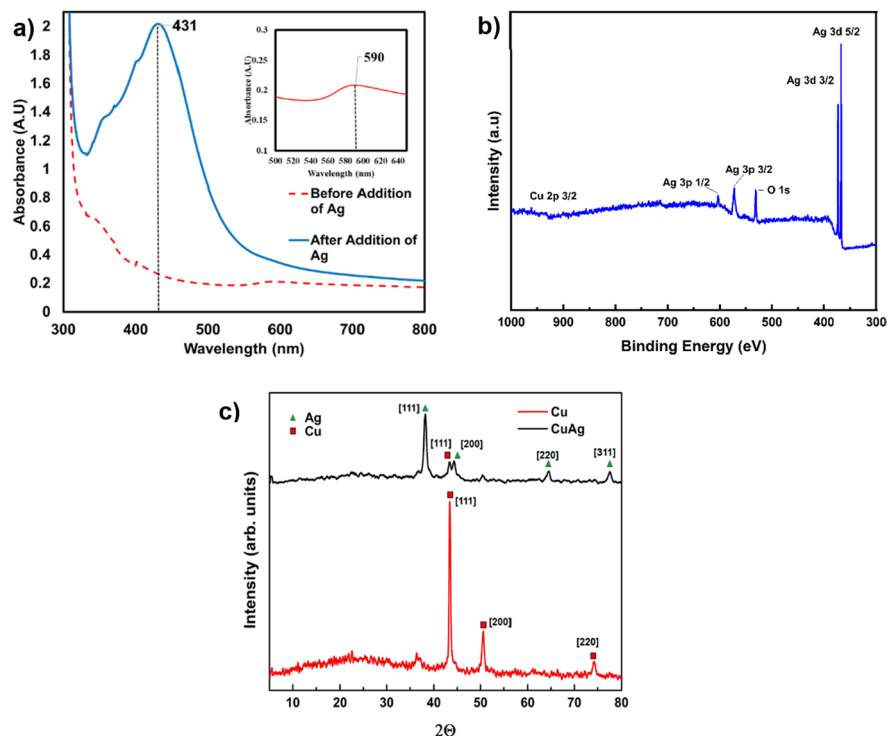 a)
431
590
Absorbance (A.U)
0.3
0.2
0.1
500 520 540 560 580 600 620 640
Wavelength (nm)
Before Addition
of Ag
After Addition of
Ag
Absorbance (A.U)
2
1.8
1.6
1.4
1.2
1
0.8
0.6
0.4
0.2
0
300 400 500 600 700 800
Wavelength (nm)
b)
Ag 3d 5/2
Ag 3d 3/2
Ag 3p 3/2
Ag 3p 1/2
O 1s
Cu 2p 3/2
Intensity (a.u)
1000 900 800 700 600 500 400 300
Binding Energy (eV)
c)
Ag
Cu
Cu
CuAg
[111]
[111]
[200]
[220]
[311]
[111]
[200]
[220]
Intensity (arb. units)
10 20 30 40 50 60 70 80
2Θ